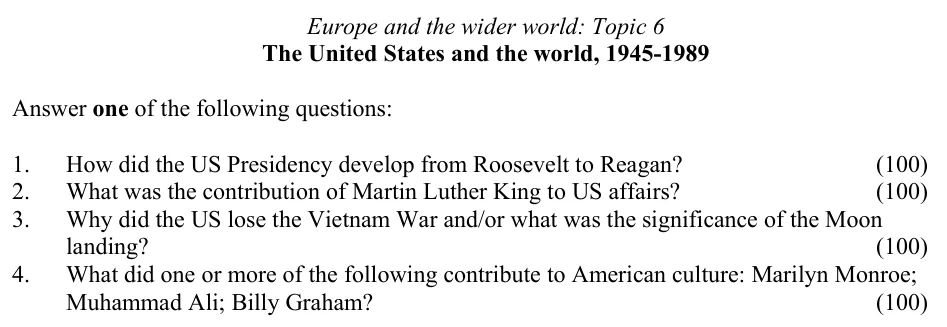 Europe and the wider world: Topic 6
The United States and the world, 1945-1989
Answer one of the following questions:
1. How did the US Presidency develop from Roosevelt to Reagan? (100)
2. What was the contribution of Martin Luther King to US affairs? (100)
3. Why did the US lose the Vietnam War and/or what was the significance of the Moon
landing? (100)
4. What did one or more of the following contribute to American culture: Marilyn Monroe;
Muhammad Ali; Billy Graham? (100)